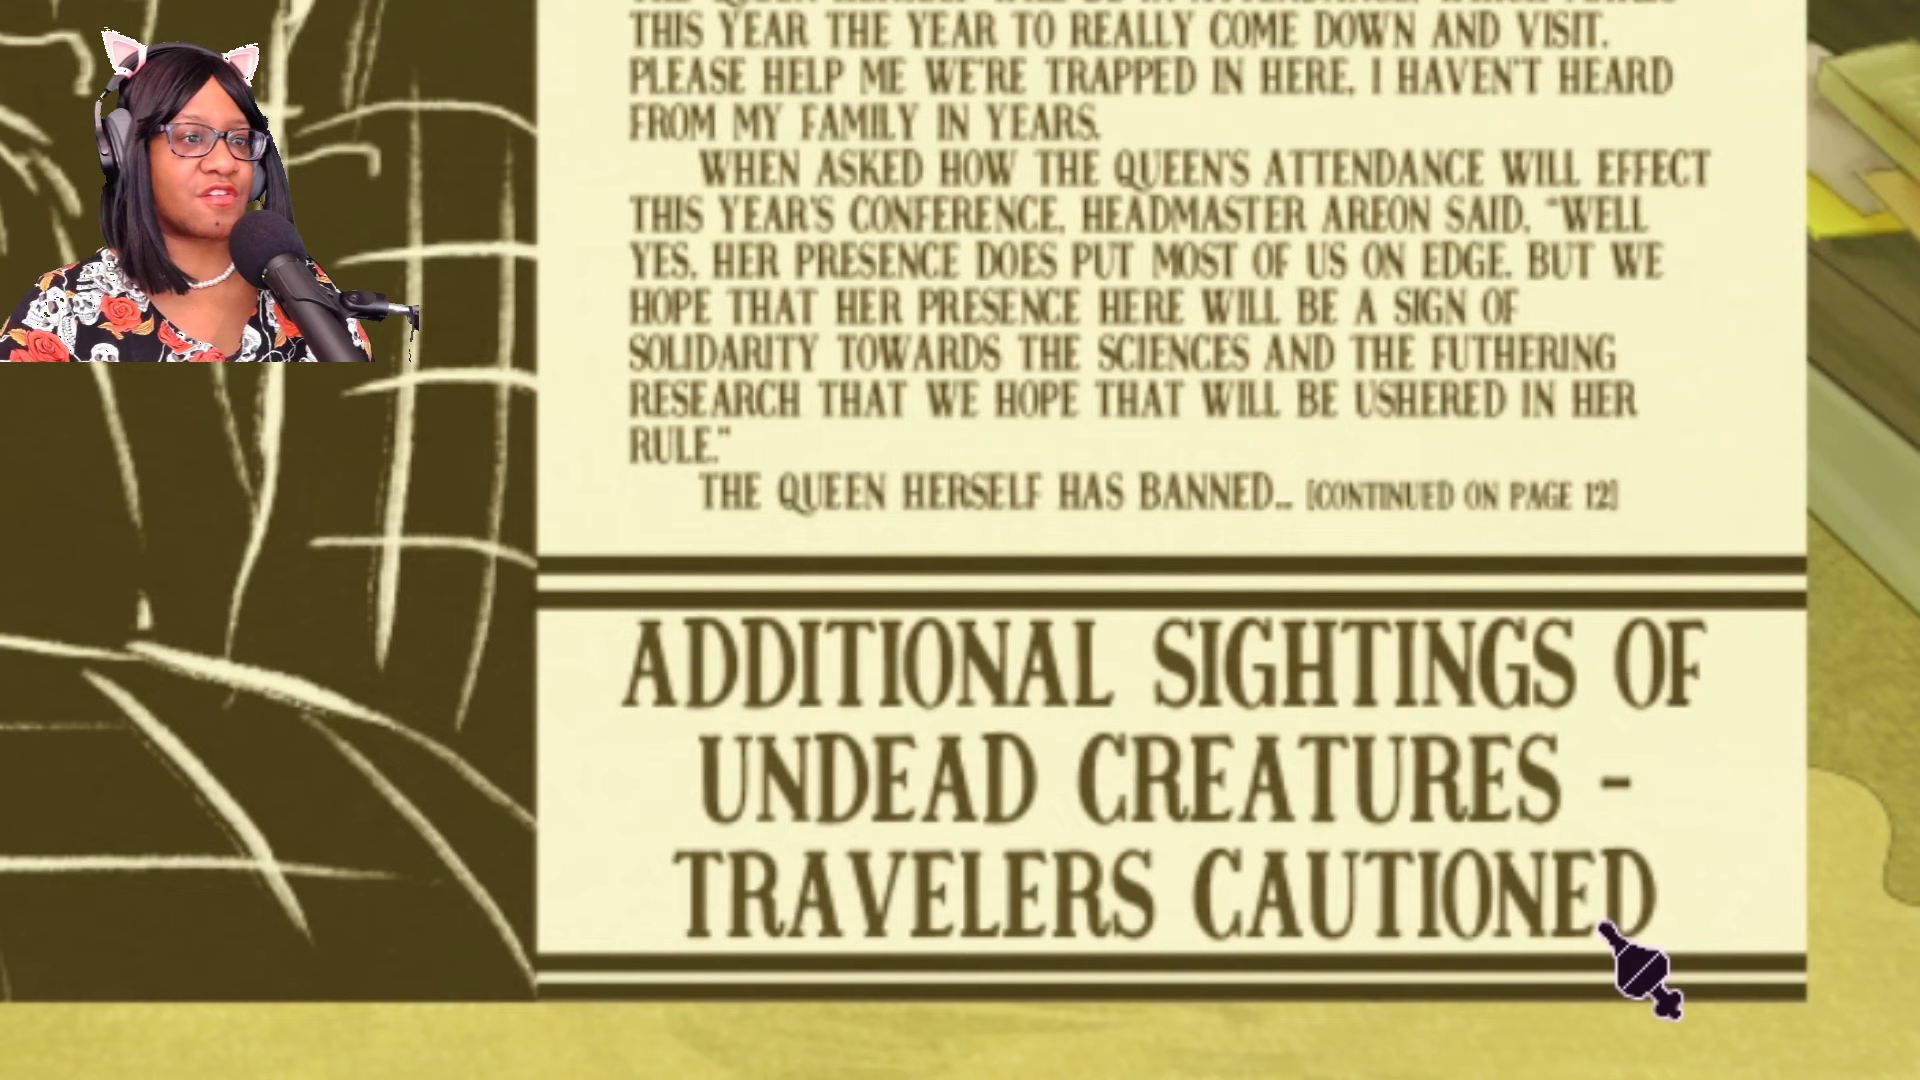 THIS YEAR THE YEAR TO REALLY COME DOWN AND VISIT.
PLEASE HELP ME WE'RE TRAPPED IN HERE, I HAVEN'T HEARD
FROM MY FAMILY IN YEARS.
WHEN ASKED HOW THE QUEEN'S ATTENDANCE WILL EFFECT
THIS YEAR'S CONFERENCE, HEADMASTER AREON SAID, "WELL
YES, HER PRESENCE DOES PUT MOST OF US ON EDGE, BUT WE
HOPE THAT HER PRESENCE HERE WILL BE A SIGN OF
SOLIDARITY TOWARDS THE SCIENCES AND THE FUTHERING
RESEARCH THAT WE HOPE THAT WILL BE USHERED IN HER
RULE."
THE QUEEN HERSELF HAS BANNED... [CONTINUED ON PAGE 12]
ADDITIONAL SIGHTINGS OF
UNDEAD CREATURES -
TRAVELERS CAUTIONED